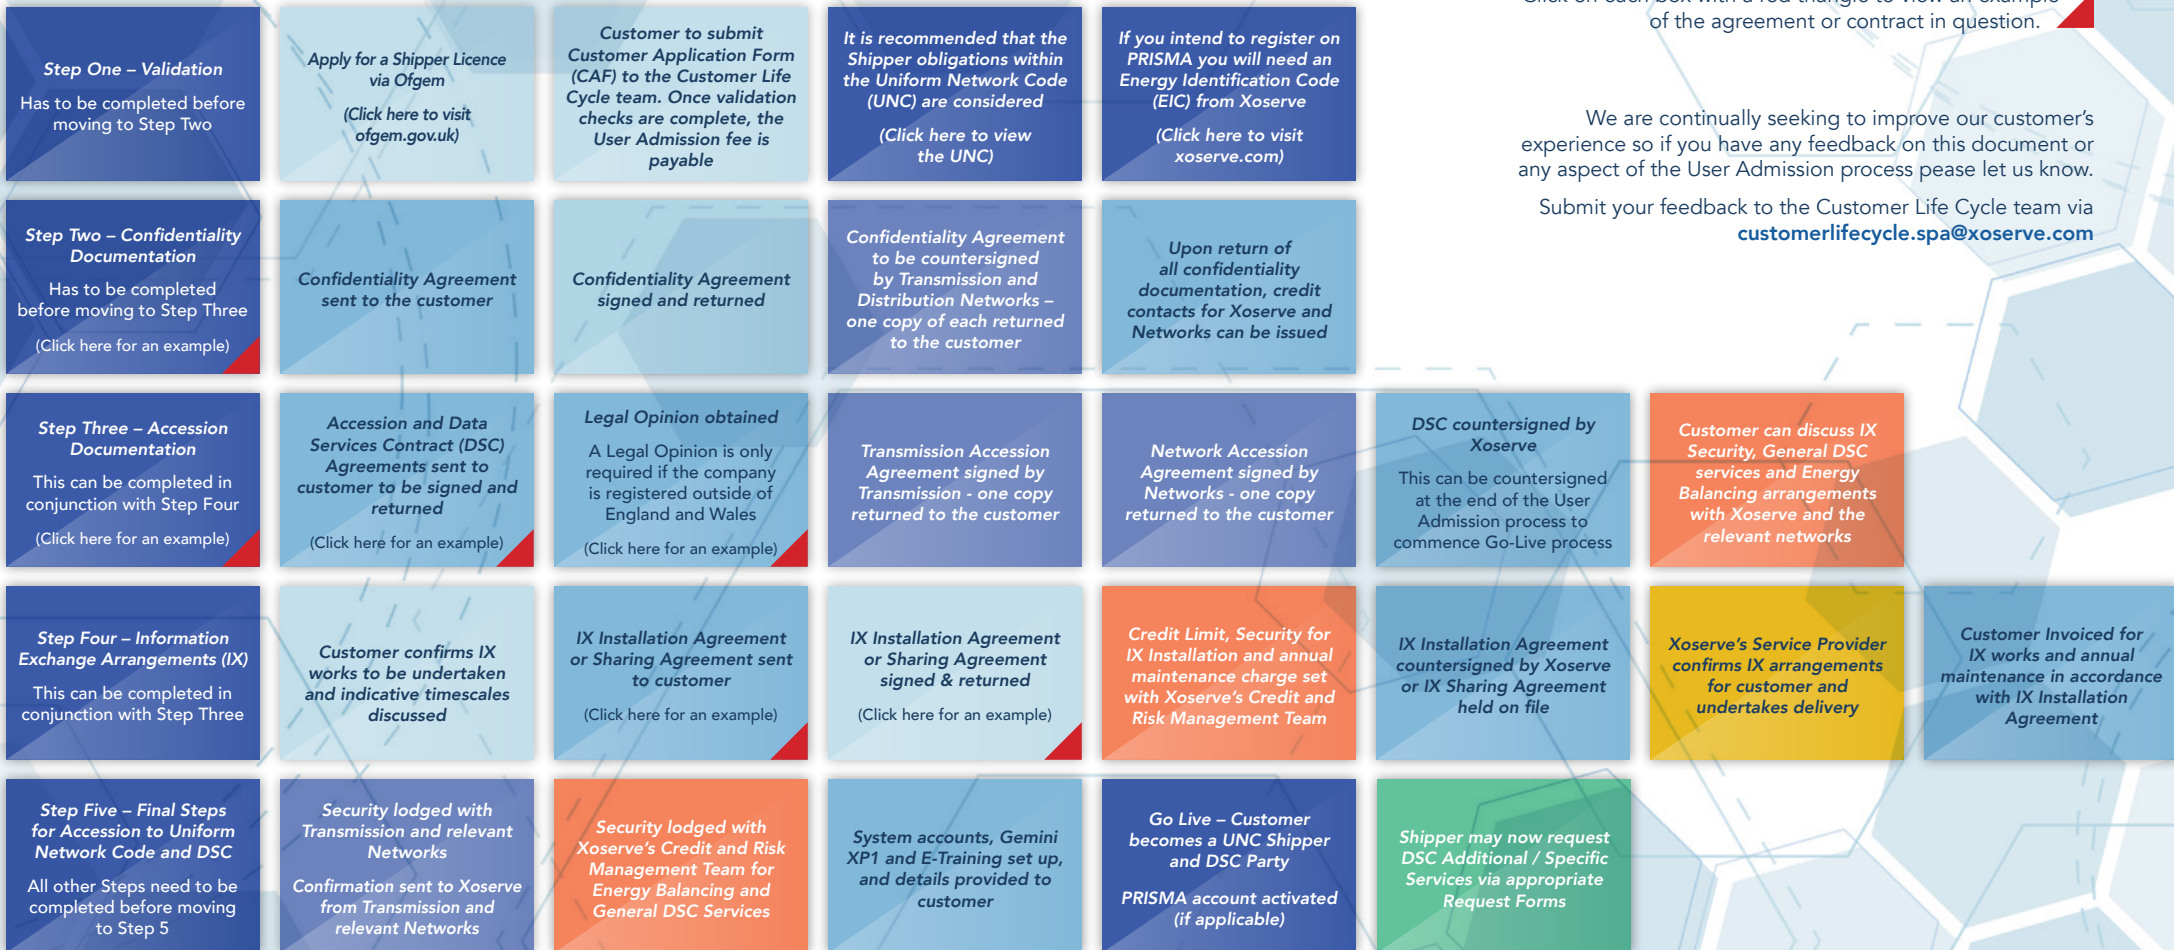 Click on each box with a red triangle to view an example
of the agreement or contract in question.
We are continually seeking to improve our customer's
experience so if you have any feedback on this document or
any aspect of the User Admission process pease let us know.
Submit your feedback to the Customer Life Cycle team via
customerlifecycle.spa@xoserve.com
Step One – Validation
Has to be completed before
moving to Step Two
Apply for a Shipper Licence
via Ofgem
(Click here to visit
ofgem.gov.uk)
Customer to submit
Customer Application Form
(CAF) to the Customer Life
Cycle team. Once validation
checks are complete, the
User Admission fee is
payable
It is recommended that the
Shipper obligations within
the Uniform Network Code
(UNC) are considered
(Click here to view
the UNC)
If you intend to register on
PRISMA you will need an
Energy Identification Code
(EIC) from Xoserve
(Click here to visit
xoserve.com)
Step Two – Confidentiality
Documentation
Has to be completed
before moving to Step Three
(Click here for an example)
Confidentiality Agreement
sent to the customer
Confidentiality Agreement
signed and returned
Confidentiality Agreement
to be countersigned
by Transmission and
Distribution Networks –
one copy of each returned
to the customer
Upon return of
all confidentiality
documentation, credit
contacts for Xoserve and
Networks can be issued
Step Three – Accession
Documentation
This can be completed in
conjunction with Step Four
(Click here for an example)
Accession and Data
Services Contract (DSC)
Agreements sent to
customer to be signed and
returned
(Click here for an example)
Legal Opinion obtained
A Legal Opinion is only
required if the company
is registered outside of
England and Wales
(Click here for an example)
Transmission Accession
Agreement signed by
Transmission - one copy
returned to the customer
Network Accession
Agreement signed by
Networks - one copy
returned to the customer
DSC countersigned by
Xoserve
This can be countersigned
at the end of the User
Admission process to
commence Go-Live process
Customer can discuss IX
Security, General DSC
services and Energy
Balancing arrangements
with Xoserve and the
relevant networks
Step Four – Information
Exchange Arrangements (IX)
This can be completed in
conjunction with Step Three
Customer confirms IX
works to be undertaken
and indicative timescales
discussed
IX Installation Agreement
or Sharing Agreement sent
to customer
(Click here for an example)
IX Installation Agreement
or Sharing Agreement
signed & returned
(Click here for an example)
Credit Limit, Security for
IX Installation and annual
maintenance charge set
with Xoserve's Credit and
Risk Management Team
IX Installation Agreement
countersigned by Xoserve
or IX Sharing Agreement
held on file
Xoserve's Service Provider
confirms IX arrangements
for customer and
undertakes delivery
Customer Invoiced for
IX works and annual
maintenance in accordance
with IX Installation
Agreement
Step Five – Final Steps
for Accession to Uniform
Network Code and DSC
All other Steps need to be
completed before moving
to Step 5
Security lodged with
Transmission and relevant
Networks
Confirmation sent to Xoserve
from Transmission and
relevant Networks
Security lodged with
Xoserve's Credit and Risk
Management Team for
Energy Balancing and
General DSC Services
System accounts, Gemini
XP1 and E-Training set up,
and details provided to
customer
Go Live – Customer
becomes a UNC Shipper
and DSC Party
PRISMA account activated
(if applicable)
Shipper may now request
DSC Additional / Specific
Services via appropriate
Request Forms